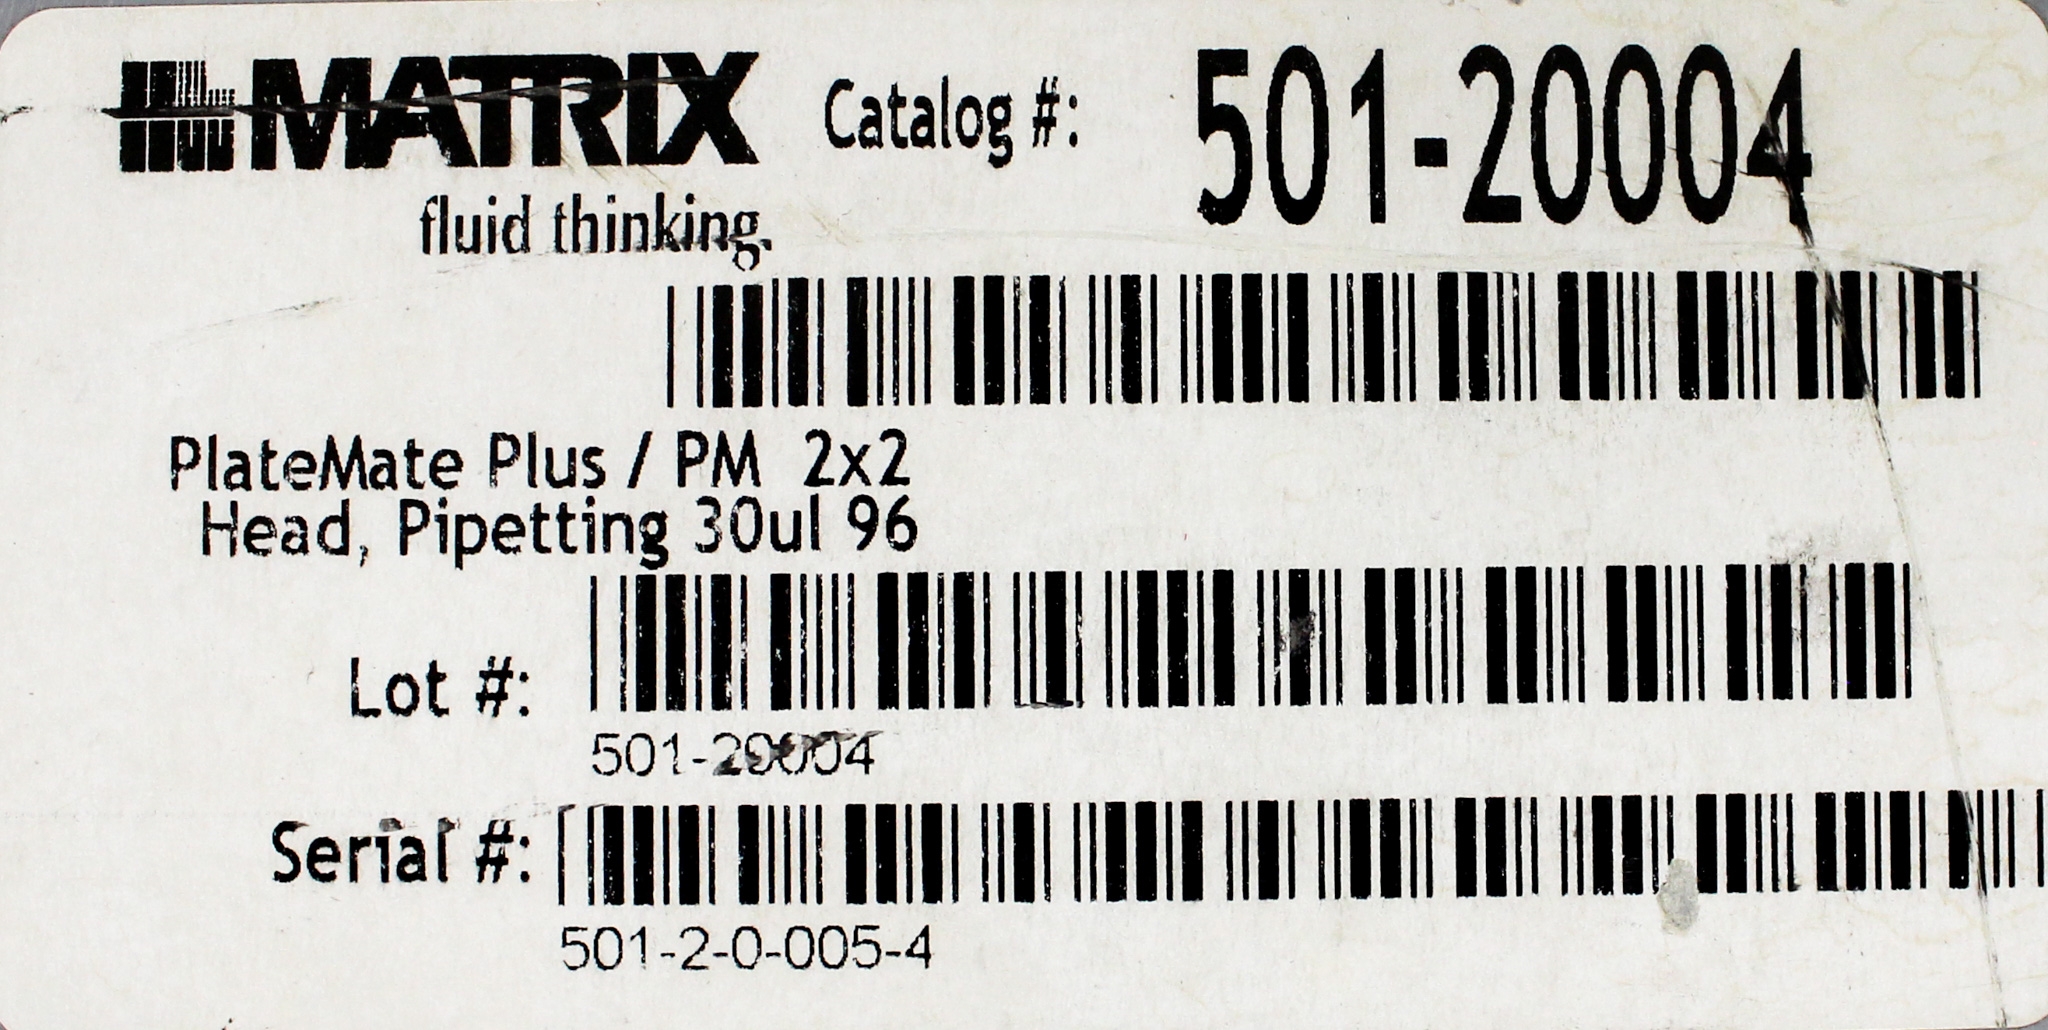 MATRIX Catalog #: 501-20004
fluid thinking.
PlateMate Plus / PM 2x2
Head, Pipetting 30ul 96
Lot #:
501-20004
Serial #:
501-2-0-005-4